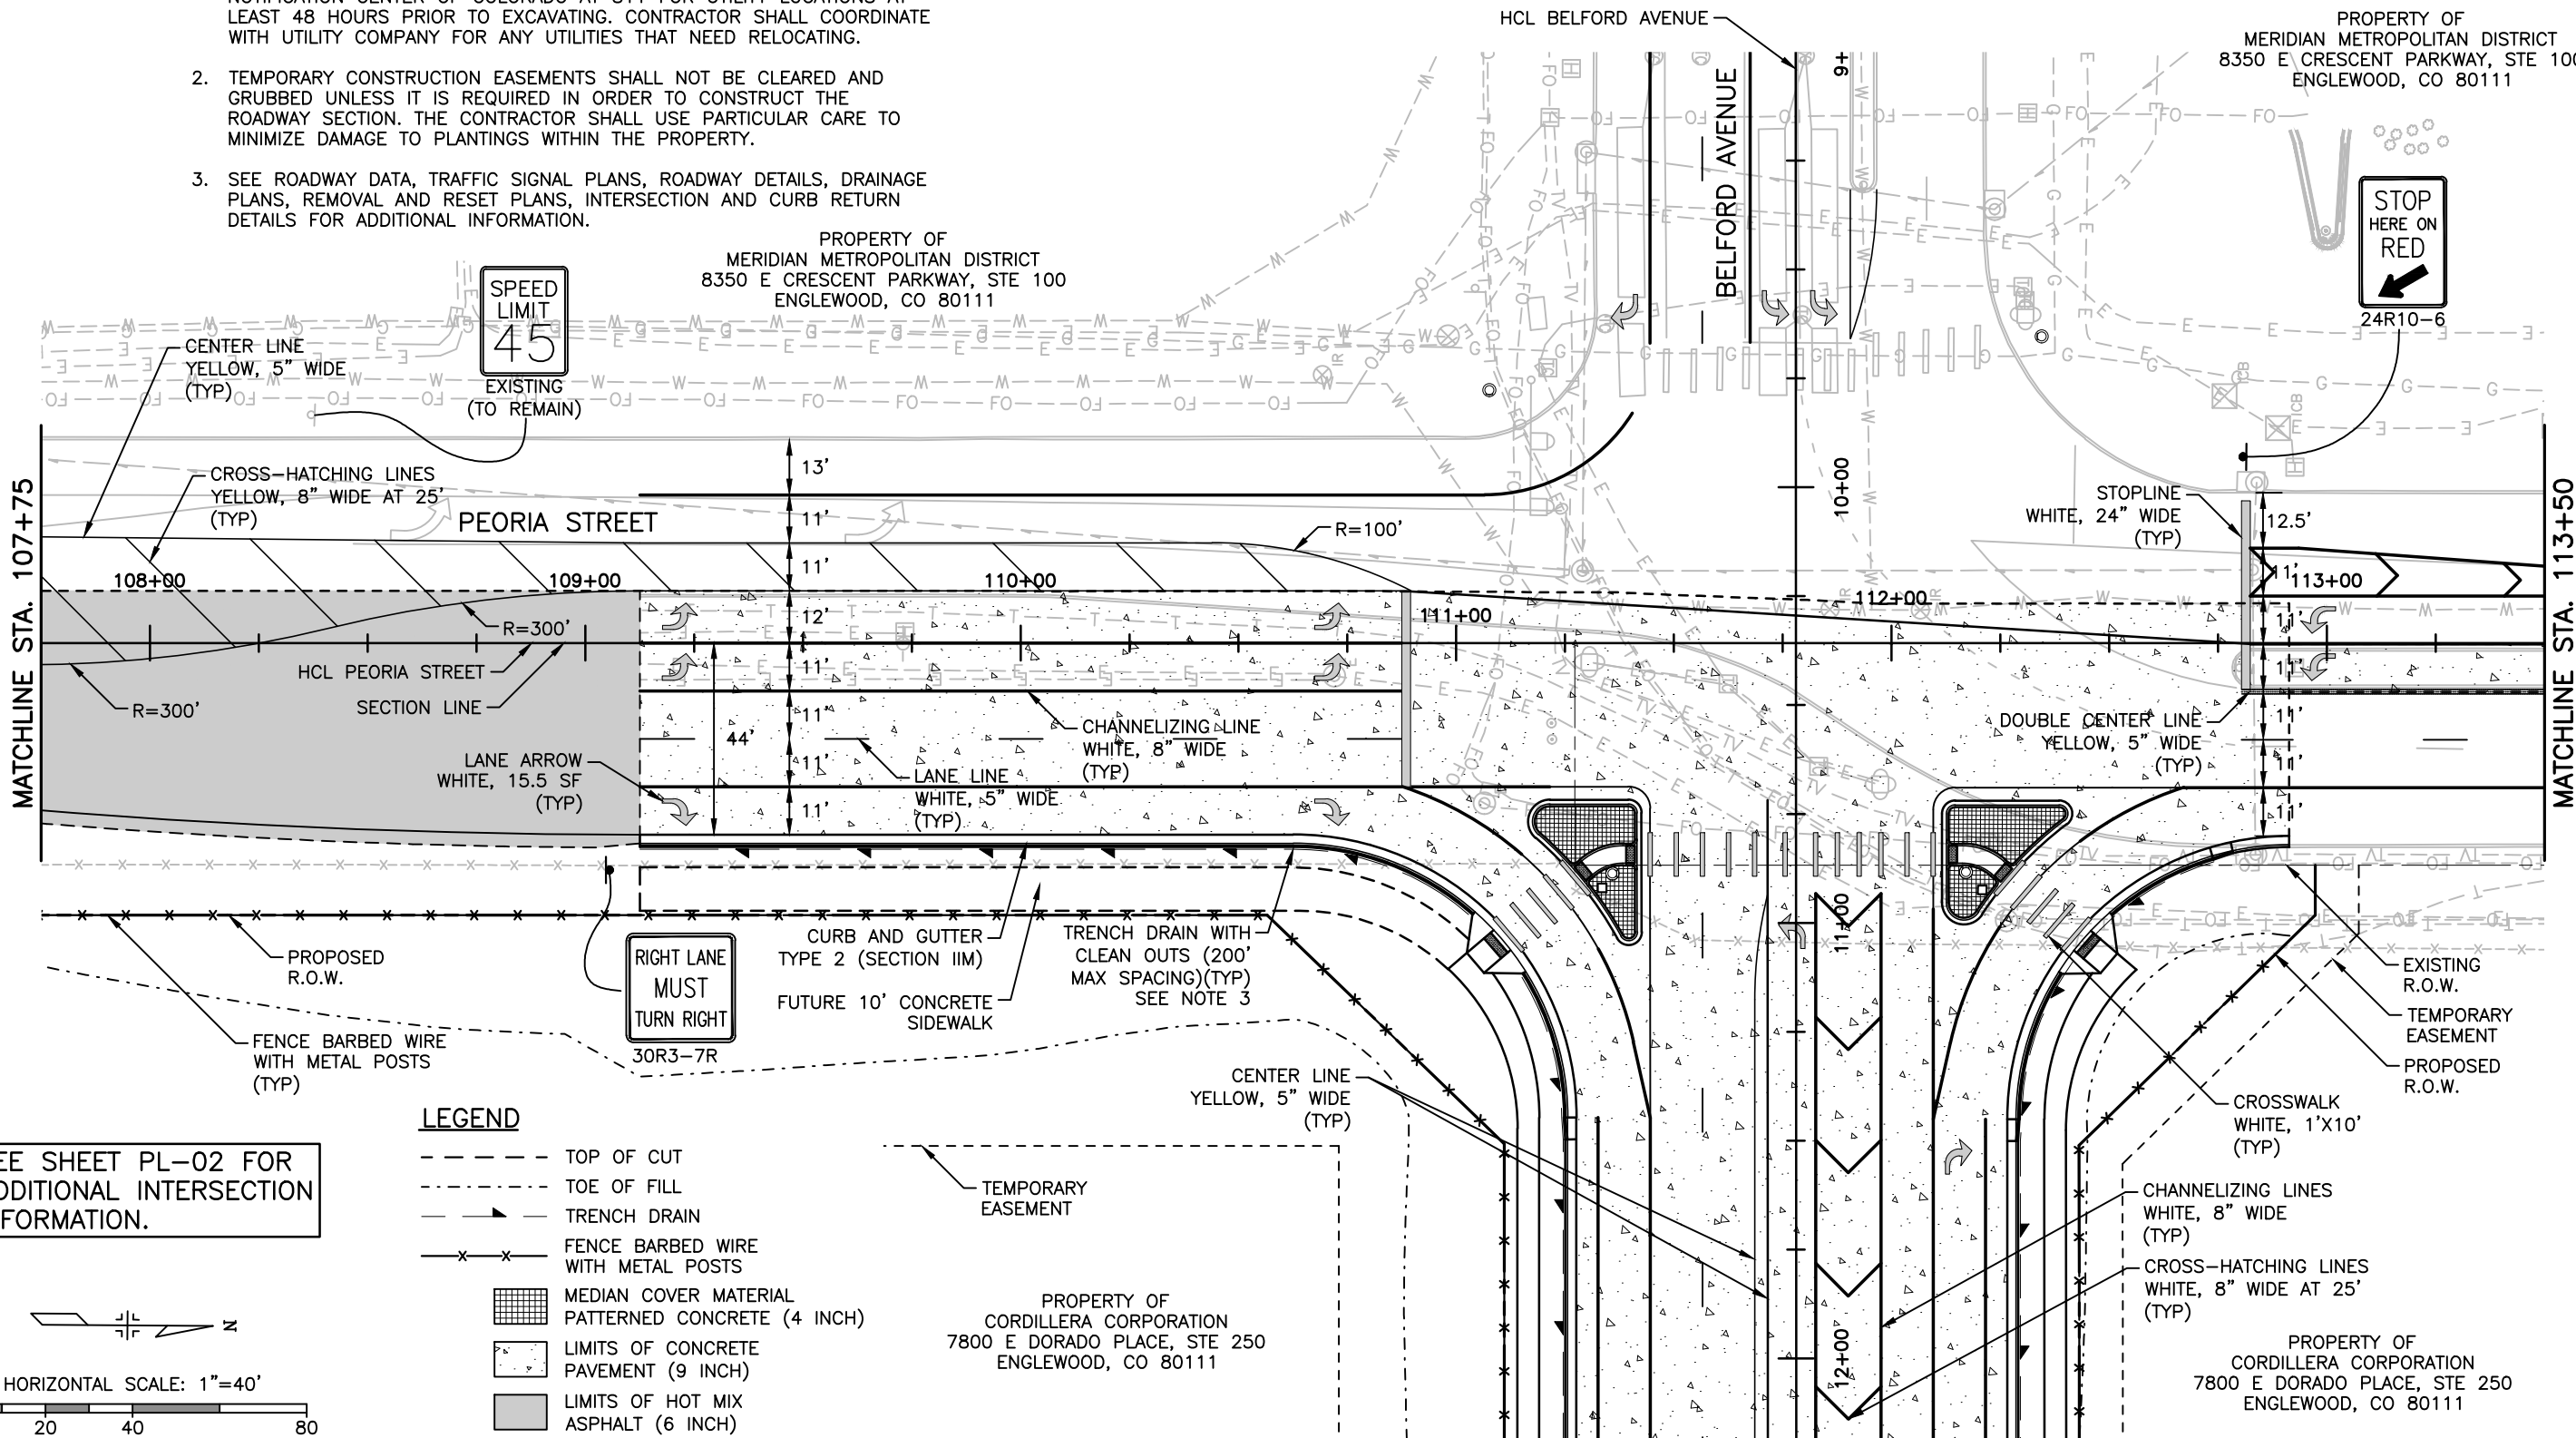 LEAST 48 HOURS PRIOR TO EXCAVATING. CONTRACTOR SHALL COORDINATE
WITH UTILITY COMPANY FOR ANY UTILITIES THAT NEED RELOCATING.
2. TEMPORARY CONSTRUCTION EASEMENTS SHALL NOT BE CLEARED AND
GRUBBED UNLESS IT IS REQUIRED IN ORDER TO CONSTRUCT THE
ROADWAY SECTION. THE CONTRACTOR SHALL USE PARTICULAR CARE TO
MINIMIZE DAMAGE TO PLANTINGS WITHIN THE PROPERTY.
3. SEE ROADWAY DATA, TRAFFIC SIGNAL PLANS, ROADWAY DETAILS, DRAINAGE
PLANS, REMOVAL AND RESET PLANS, INTERSECTION AND CURB RETURN
DETAILS FOR ADDITIONAL INFORMATION.
PROPERTY OF
MERIDIAN METROPOLITAN DISTRICT
8350 E CRESCENT PARKWAY, STE 100
ENGLEWOOD, CO 80111
HCL BELFORD AVENUE
BELFORD AVENUE
9+
PROPERTY OF
MERIDIAN METROPOLITAN DISTRICT
8350 E CRESCENT PARKWAY, STE 100
ENGLEWOOD, CO 80111
STOP
HERE ON
RED
24R10-6
SPEED
LIMIT
45
EXISTING
(TO REMAIN)
CENTER LINE
YELLOW, 5" WIDE
(TYP)
CROSS-HATCHING LINES
YELLOW, 8" WIDE AT 25'
(TYP)
PEORIA STREET
MATCHLINE STA. 107+75
108+00
109+00
110+00
111+00
112+00
113+00
10+00
R=100'
R=300'
R=300'
HCL PEORIA STREET
SECTION LINE
13'
11'
11'
12'
11'
11'
11'
11'
44'
LANE ARROW
WHITE, 15.5 SF
(TYP)
LANE LINE
WHITE, 5" WIDE
(TYP)
CHANNELIZING LINE
WHITE, 8" WIDE
(TYP)
STOPLINE
WHITE, 24" WIDE
(TYP)
12.5'
11'
11'
11'
11'
11'
11'
DOUBLE CENTER LINE
YELLOW, 5" WIDE
(TYP)
MATCHLINE STA. 113+50
PROPOSED
R.O.W.
FENCE BARBED WIRE
WITH METAL POSTS
(TYP)
RIGHT LANE
MUST
TURN RIGHT
30R3-7R
CURB AND GUTTER
TYPE 2 (SECTION IIM)
FUTURE 10' CONCRETE
SIDEWALK
TRENCH DRAIN WITH
CLEAN OUTS (200'
MAX SPACING)(TYP)
SEE NOTE 3
11+00
EXISTING
R.O.W.
TEMPORARY
EASEMENT
PROPOSED
R.O.W.
CROSSWALK
WHITE, 1'X10'
(TYP)
CENTER LINE
YELLOW, 5" WIDE
(TYP)
CHANNELIZING LINES
WHITE, 8" WIDE
(TYP)
CROSS-HATCHING LINES
WHITE, 8" WIDE AT 25'
(TYP)
12+00
TEMPORARY
EASEMENT
EE SHEET PL-02 FOR
DDITIONAL INTERSECTION
FORMATION.
LEGEND
TOP OF CUT
TOE OF FILL
TRENCH DRAIN
FENCE BARBED WIRE
WITH METAL POSTS
MEDIAN COVER MATERIAL
PATTERNED CONCRETE (4 INCH)
LIMITS OF CONCRETE
PAVEMENT (9 INCH)
LIMITS OF HOT MIX
ASPHALT (6 INCH)
N
HORIZONTAL SCALE: 1"=40'
20 40 80
PROPERTY OF
CORDILLERA CORPORATION
7800 E DORADO PLACE, STE 250
ENGLEWOOD, CO 80111
PROPERTY OF
CORDILLERA CORPORATION
7800 E DORADO PLACE, STE 250
ENGLEWOOD, CO 80111